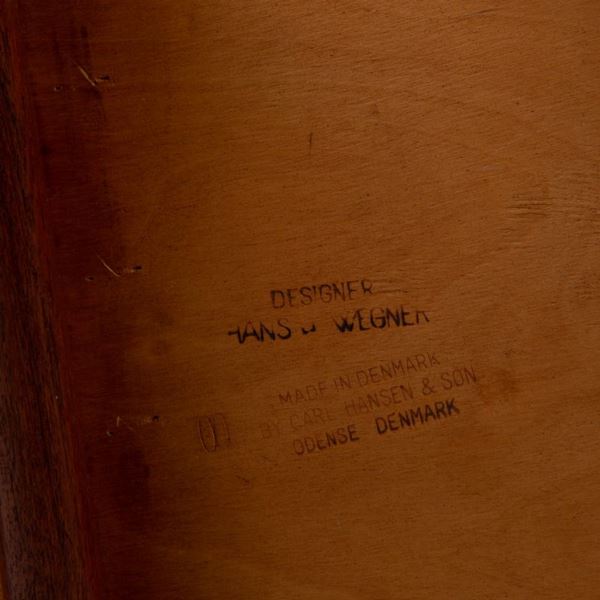 DESIGNER
HANS J WEGNER
MADE IN DENMARK
BY CARL HANSEN & SØN
ODENSE DENMARK